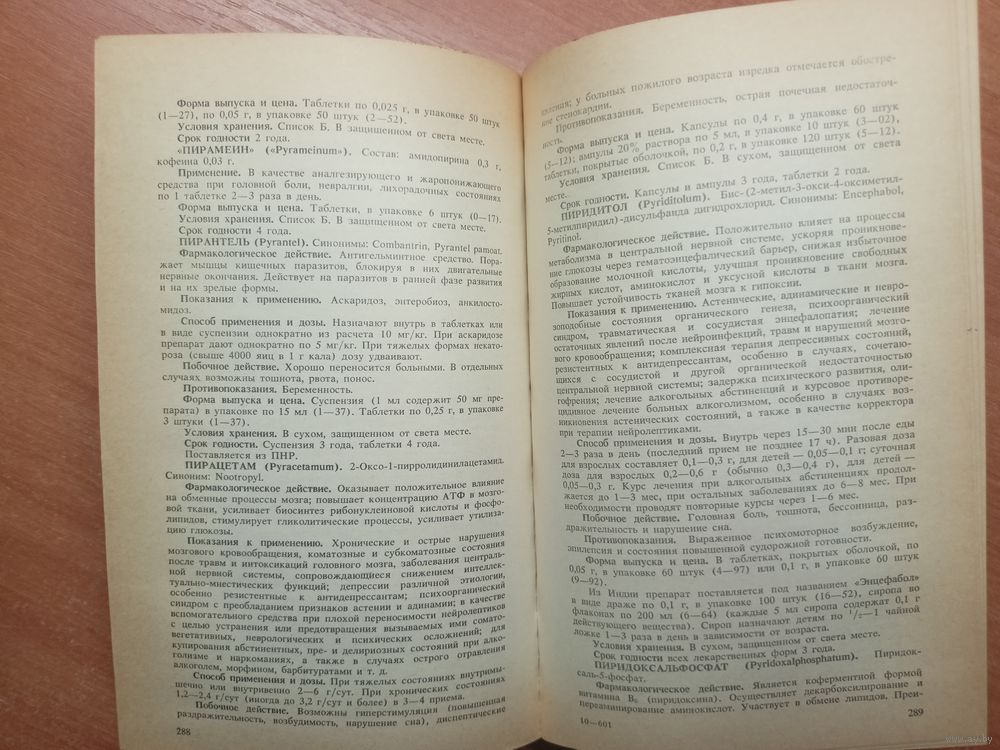 Форма выпуска и цена. Таблетки по 0,025 г, в упаковке 50 штук
(1—27), по 0,05 г, в упаковке 50 штук (2—52).
Условия хранения. Список Б. В защищенном от света месте.
Срок годности 2 года.
«ПИРАМЕИН» («Pyrameinum»). Состав: амидопирина 0,3 г,
кофеина 0,03 г.
Применение. В качестве аналгезирующего и жаропонижающего
средства при головной боли, невралгии, лихорадочных состояниях
по 1 таблетке 2—3 раза в день.
Форма выпуска и цена. Таблетки, в упаковке 6 штук (0—17).
Условия хранения. Список Б. В защищенном от света месте.
Срок годности 4 года.
ПИРАНТЕЛЬ (Pyrantel). Синонимы: Combantrin, Pyrantel pamoat.
Фармакологическое действие. Антигельминтное средство. Пора-
жает мышцы кишечных паразитов, блокируя в них двигательные
нервные окончания. Действует на паразитов в ранней фазе развития
и на их зрелые формы.
Показания к применению. Аскаридоз, энтеробиоз, анкилосто-
мидоз.
Способ применения и дозы. Назначают внутрь в таблетках или
в виде суспензии однократно из расчета 10 мг/кг. При аскаридозе
препарат дают однократно по 5 мг/кг. При тяжелых формах некато-
роза (свыше 4000 яиц в 1 г кала) дозу удваивают.
Побочное действие. Хорошо переносится больными. В отдельных
случаях возможны тошнота, рвота, понос.
Противопоказания. Беременность.
Форма выпуска и цена. Суспензия (1 мл содержит 50 мг пре-
парата) в упаковке по 15 мл (1—37). Таблетки по 0,25 г, в упаковке
3 штуки (1—37).
Условия хранения. В сухом, защищенном от света месте.
Срок годности. Суспензия 3 года, таблетки 4 года.
Поставляется из ПНР.
ПИРАЦЕТАМ (Pyracetamum). 2-Оксо-1-пирролидинилацетамид.
Синоним: Nootropyl.
Фармакологическое действие. Оказывает положительное влияние
на обменные процессы мозга; повышает концентрацию АТФ в мозго-
вой ткани, усиливает биосинтез рибонуклеиновой кислоты и фосфо-
липидов, стимулирует гликолитические процессы, усиливает утилиза-
цию глюкозы.
Показания к применению. Хронические и острые нарушения
мозгового кровообращения, коматозные и субкоматозные состояния
после травм и интоксикаций головного мозга, заболевания централь-
ной нервной системы, сопровождающиеся снижением интеллек-
туально-мнестических функций; депрессии различной этиологии,
особенно резистентные к антидепрессантам; психоорганический
синдром с преобладанием признаков астении и адинамии; в качестве
вспомогательного средства при плохой переносимости нейролептиков
с целью устранения или предотвращения вызываемых ими сомато-
вегетативных, неврологических и психических осложнений; для
купирования абстинентных, пре- и делириозных состояний при алко-
голизме и наркоманиях, а также в случаях острого отравления
алкоголем, морфином, барбитуратами и т. д.
Способ применения и дозы. При тяжелых состояниях внутримы-
шечно или внутривенно 2—6 г/сут. При хронических состояниях
1,2—2,4 г/сут (иногда до 3,2 г/сут и более) в 3—4 приема.
Побочное действие. Возможны гиперстимуляция (повышенная
раздражительность, возбудимость, нарушение сна), диспептические
288
явления; у больных пожилого возраста изредка отмечается обостре-
ние стенокардии.
Противопоказания. Беременность, острая почечная недостаточ-
ность.
Форма выпуска и цена. Капсулы по 0,4 г, в упаковке 60 штук
(5—12); ампулы 20% раствора по 5 мл, в упаковке 10 штук (3—02),
таблетки, покрытые оболочкой, по 0,2 г, в упаковке 120 штук (5—12).
Условия хранения. Список Б. В сухом, защищенном от света
месте.
Срок годности. Капсулы и ампулы 3 года, таблетки 2 года.
ПИРИДИТОЛ (Pyriditolum). Бис-(2-метил-3-окси-4-оксиметил-
5-метилпиридил)-дисульфида дигидрохлорид. Синонимы: Encephabol,
Pyritinol.
Фармакологическое действие. Положительно влияет на процессы
метаболизма в центральной нервной системе, ускоряя проникнове-
ние глюкозы через гематоэнцефалический барьер, снижая избыточное
образование молочной кислоты, улучшая проникновение свободных
жирных кислот, аминокислот и уксусной кислоты в ткани мозга.
Повышает устойчивость тканей мозга к гипоксии.
Показания к применению. Астенические, адинамические и невро-
зоподобные состояния органического генеза, психоорганический
синдром, травматическая и сосудистая энцефалопатия; лечение
остаточных явлений после нейроинфекций, травм и нарушений мозго-
вого кровообращения; комплексная терапия депрессивных состояний,
резистентных к антидепрессантам, особенно в случаях, сочетаю-
щихся с сосудистой и другой органической недостаточностью
центральной нервной системы; задержка психического развития, оли-
гофрения; лечение алкогольных абстиненций и курсовое противоре-
цидивное лечение больных алкоголизмом, особенно в случаях воз-
никновения астенических состояний, а также в качестве корректора
при терапии нейролептиками.
Способ применения и дозы. Внутрь через 15—30 мин после еды
2—3 раза в день (последний прием не позднее 17 ч). Разовая доза
для взрослых составляет 0,1—0,3 г, для детей — 0,05—0,1 г; суточная
доза для взрослых 0,2—0,6 г (обычно 0,3—0,4 г), для детей —
0,05—0,3 г. Курс лечения при алкогольных абстиненциях продол-
жается до 1—3 мес, при остальных заболеваниях до 6—8 мес. При
необходимости проводят повторные курсы через 1—6 мес.
Побочное действие. Головная боль, тошнота, бессонница, раз-
дражительность и нарушение сна.
Противопоказания. Выраженное психомоторное возбуждение,
эпилепсия и состояния повышенной судорожной готовности.
Форма выпуска и цена. В таблетках, покрытых оболочкой, по
0,05 г, в упаковке 60 штук (4—97) или 0,1 г, в упаковке 60 штук
(9—92).
Из Индии препарат поставляется под названием «Энцефабол»
в виде драже по 0,1 г, в упаковке 100 штук (16—52), сиропа во
флаконах по 200 мл (6—64) (каждые 5 мл сиропа содержат 0,1 г
действующего вещества). Сироп назначают детям по 1/2—1 чайной
ложке 1—3 раза в день в зависимости от возраста.
Условия хранения. В сухом, защищенном от света месте.
Срок годности всех лекарственных форм 3 года.
ПИРИДОКСАЛЬФОСФАТ (Pyridoxalphosphatum). Пиридок-
саль-5-фосфат.
Фармакологическое действие. Является коферментной формой
витамина В6 (пиридоксина). Осуществляет декарбоксилирование и
переаминирование аминокислот. Участвует в обмене липидов. Преи-
10—601
289
www.ay.by